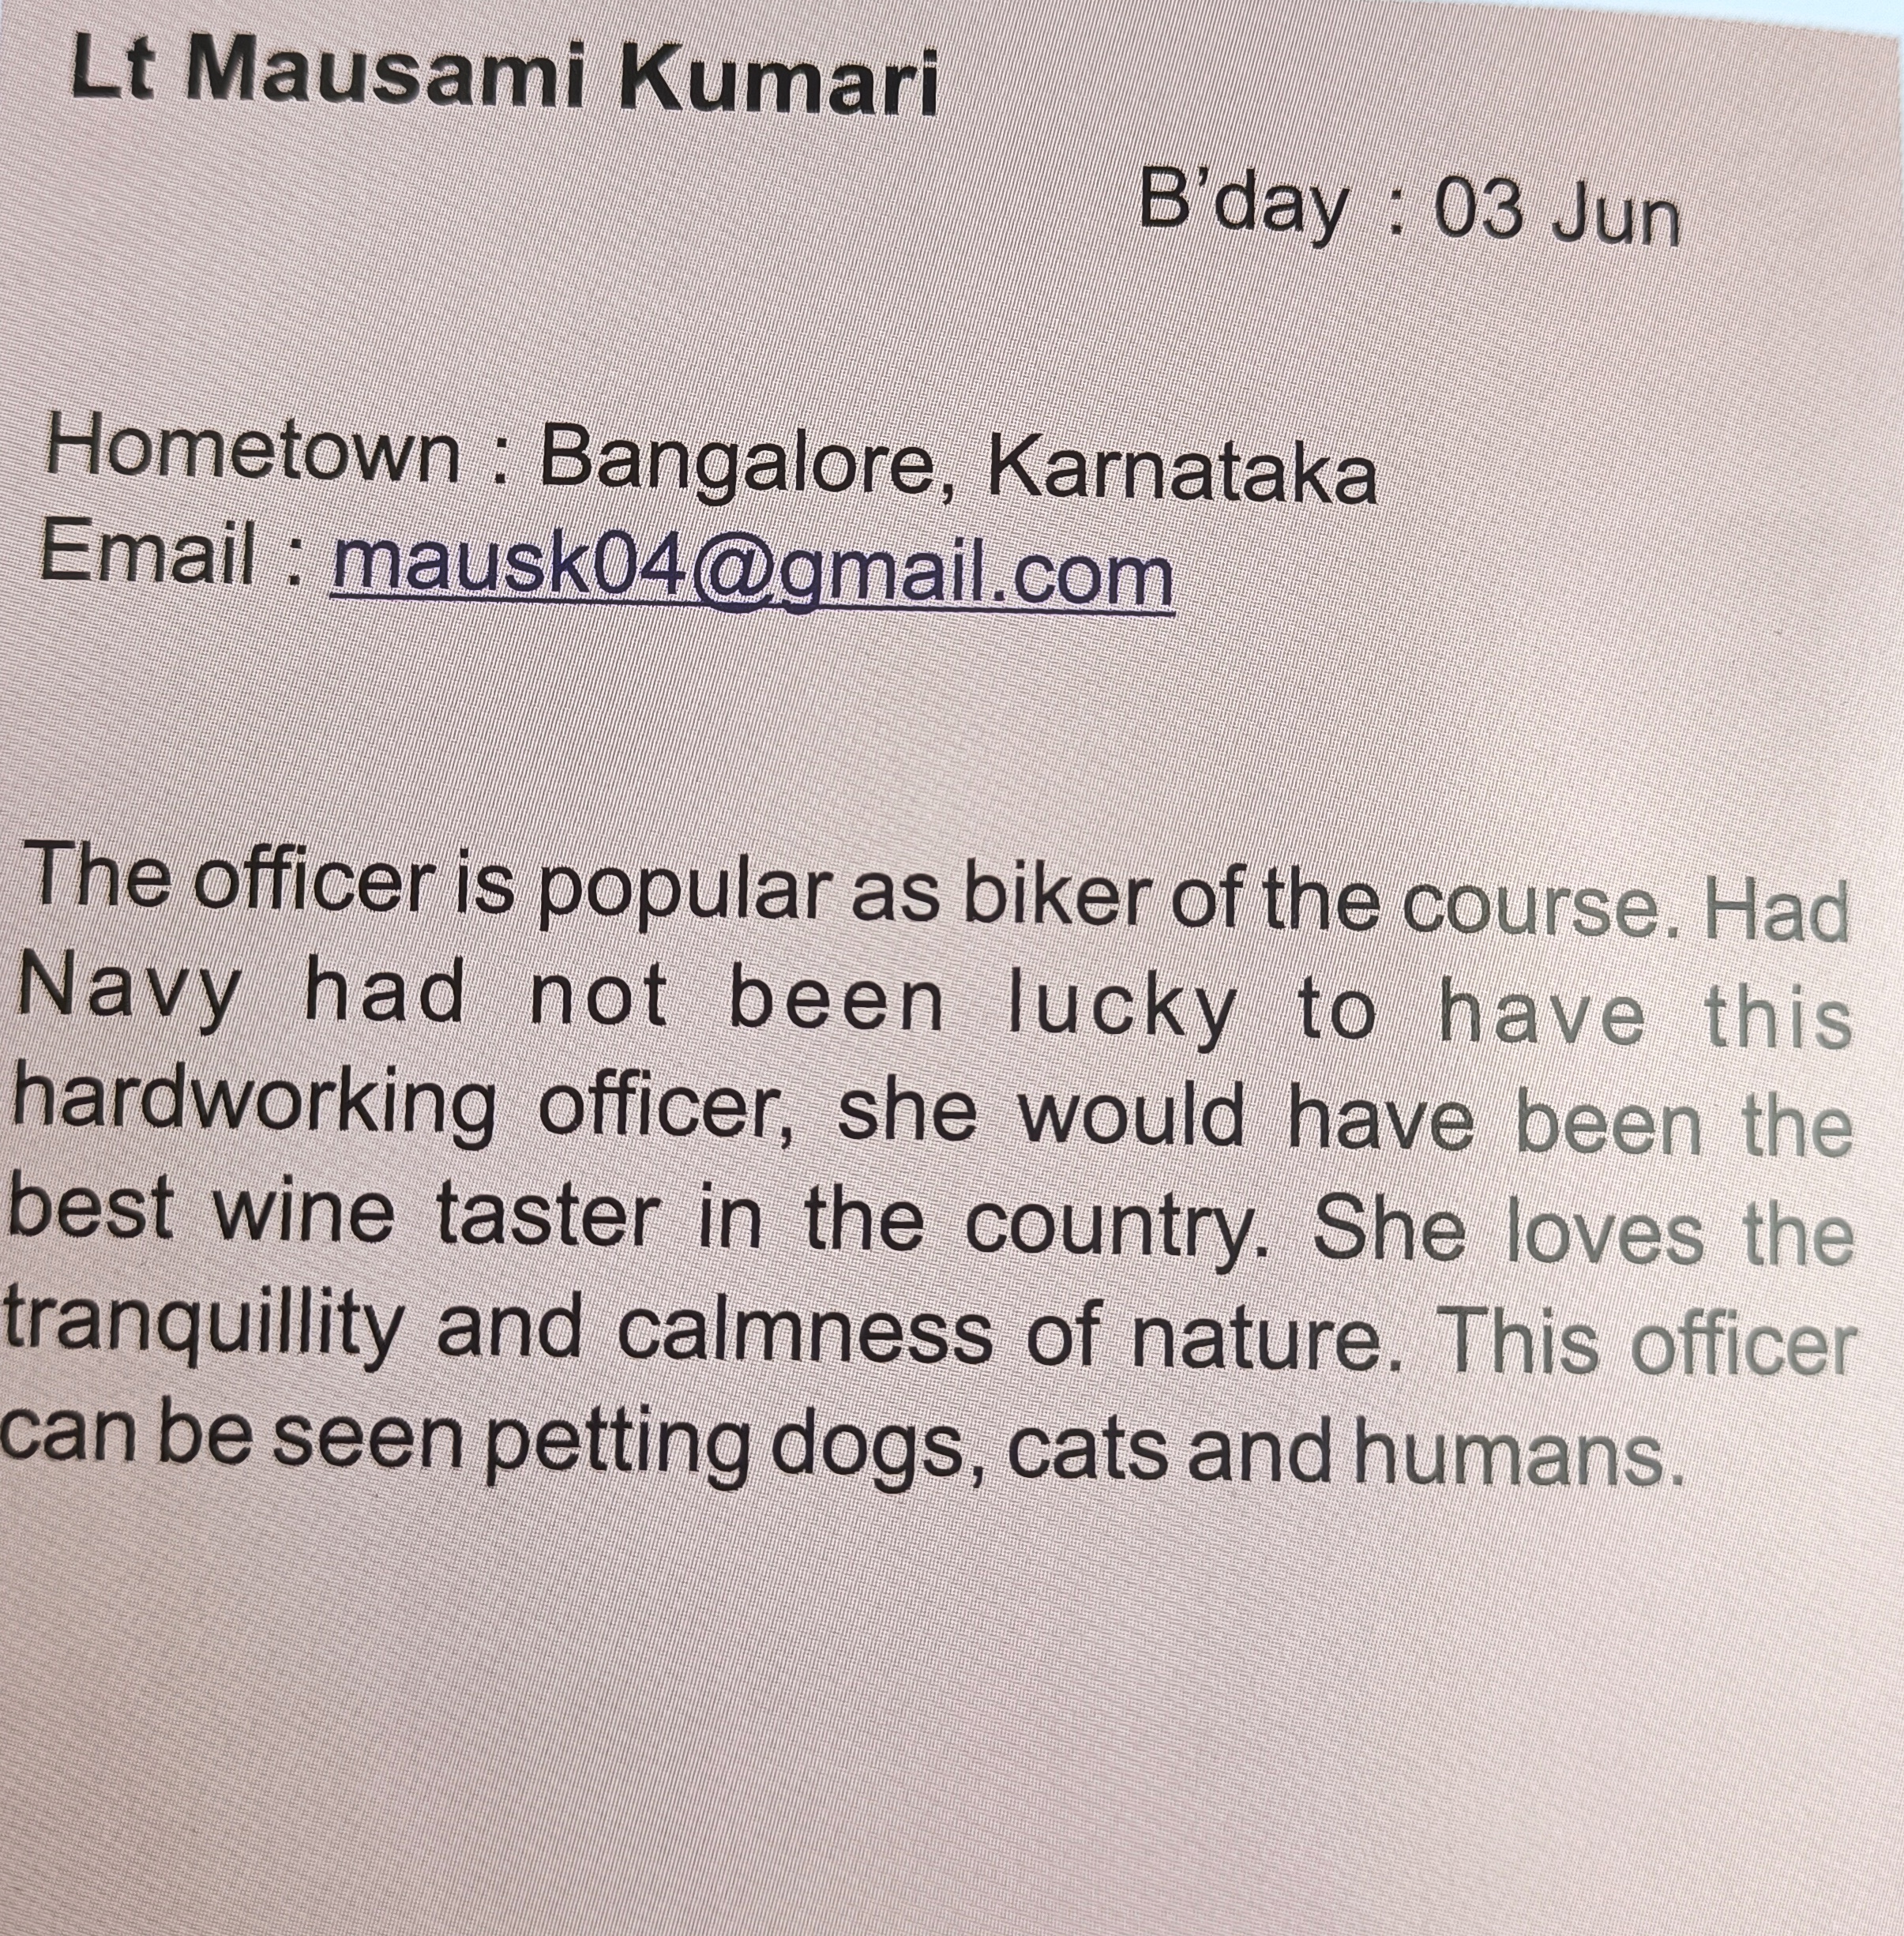 Lt Mausami Kumari
B'day : 03 Jun
Hometown : Bangalore, Karnataka
Email : mausk04@gmail.com
The officer is popular as biker of the course. Had
Navy had not been lucky to have this
hardworking officer, she would have been the
best wine taster in the country. She loves the
tranquillity and calmness of nature. This officer
can be seen petting dogs, cats and humans.